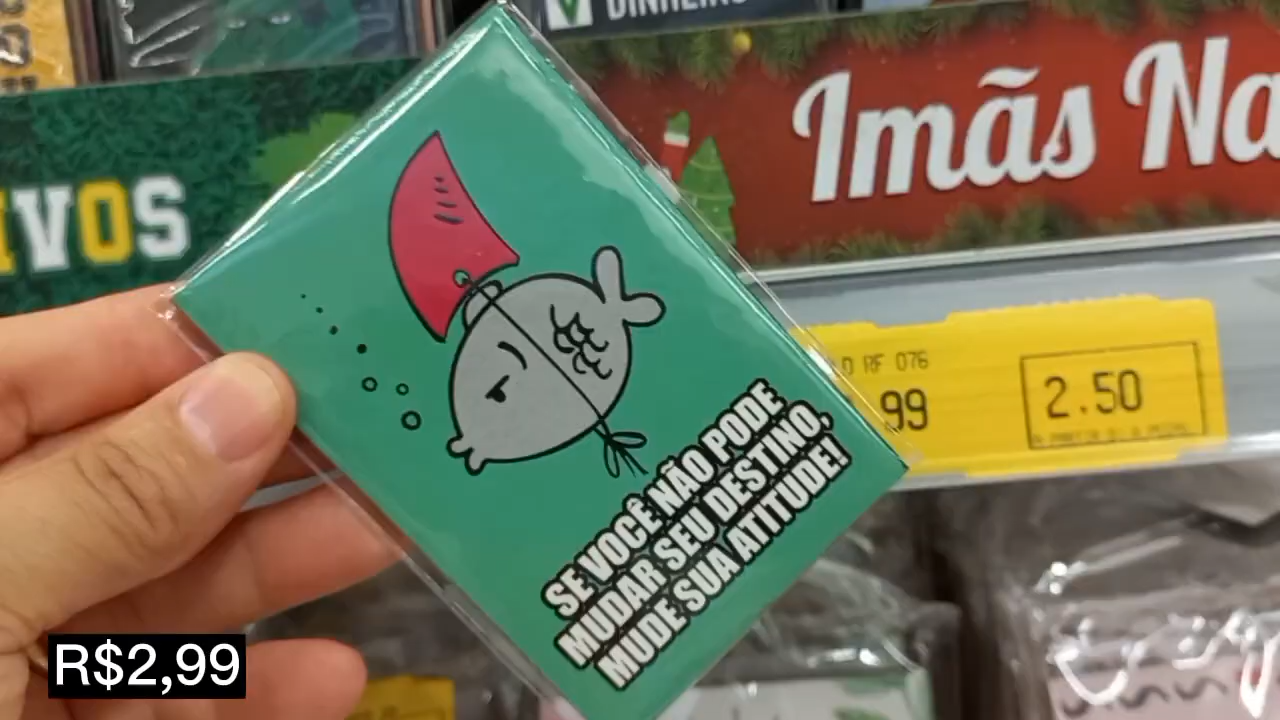 DINHEIRO
Imãs Na
IVOS
D RF 076
99
2.50
SE VOCÊ NÃO PODE
MUDAR SEU DESTINO,
MUDE SUA ATITUDE!
R$2,99